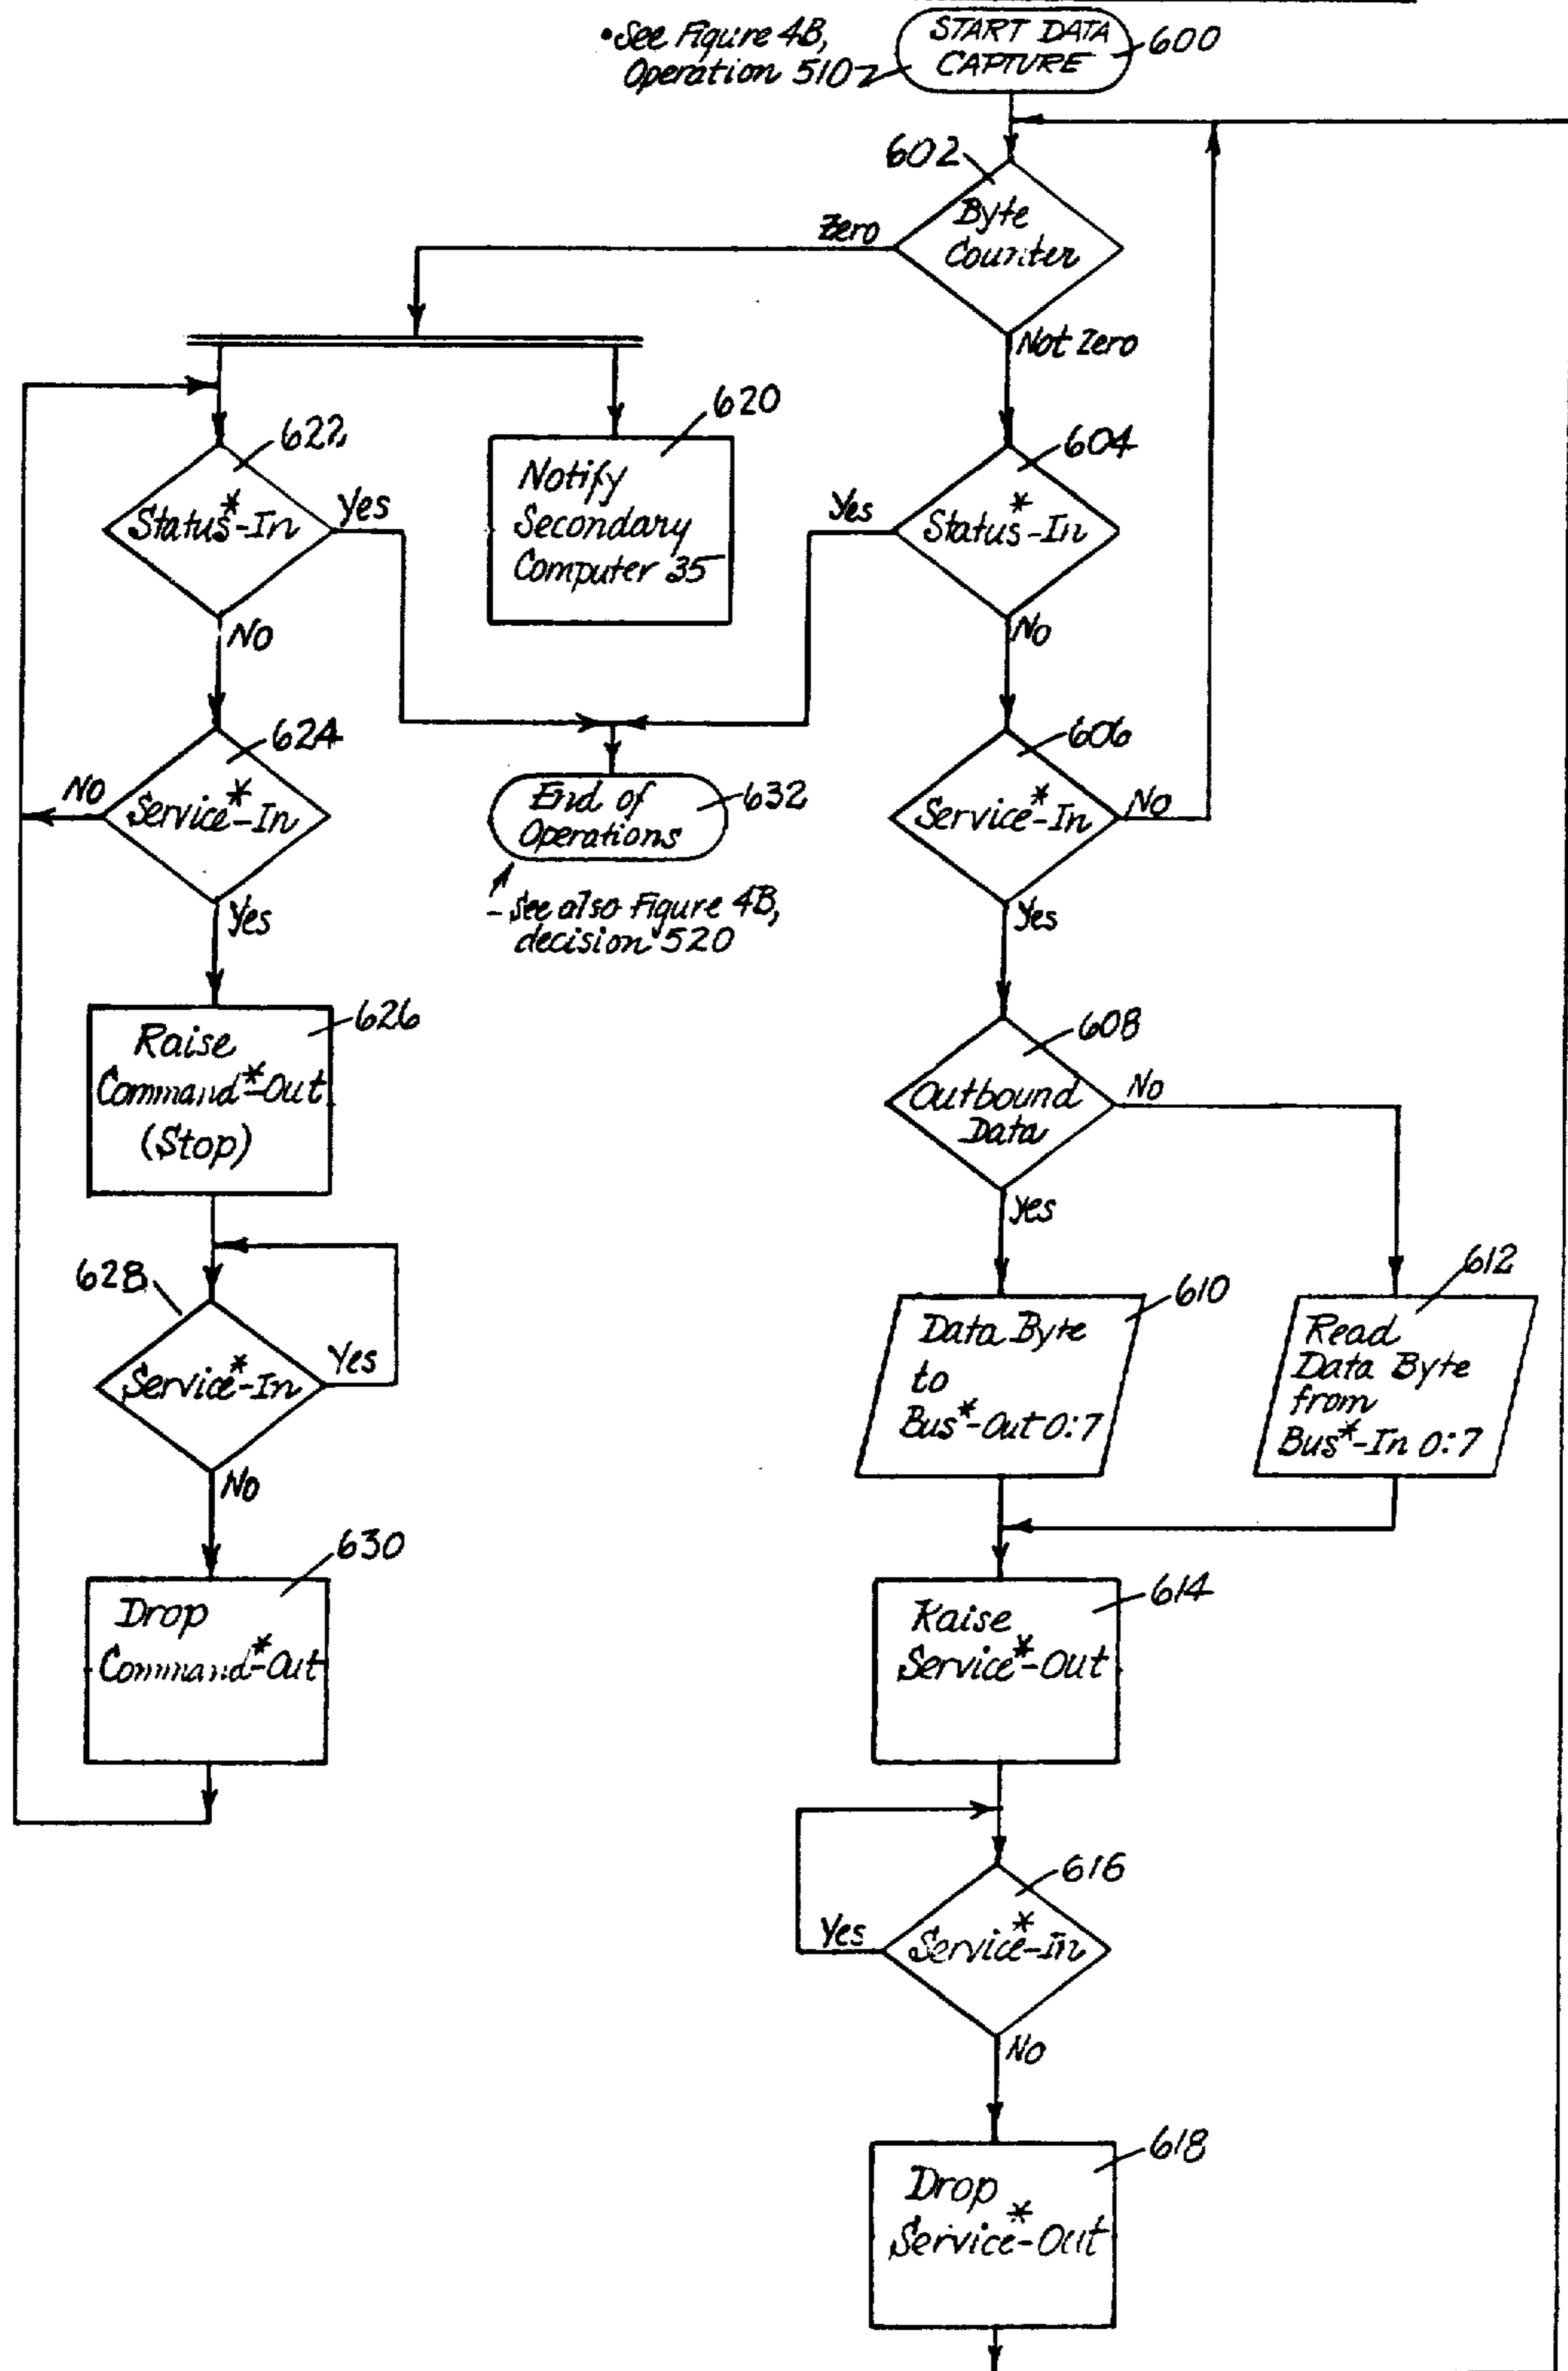 •See Figure 4B,
Operation 510
START DATA
CAPTURE
600
602
Byte
Counter
Zero
Not Zero
622
Status*-In
Yes
No
620
Notify
Secondary
Computer 35
604
Status*-In
Yes
No
624
Service*-In
No
Yes
End of
Operations
632
- See also Figure 4B,
decision 520
606
Service*-In
No
Yes
626
Raise
Command*-Out
(Stop)
608
Outbound
Data
No
Yes
628
Service*-In
Yes
No
610
Data Byte
to
Bus*-Out 0:7
612
Read
Data Byte
from
Bus*-In 0:7
630
Drop
Command*-Out
614
Raise
Service*-Out
616
Service*-In
Yes
No
618
Drop
Service*-Out